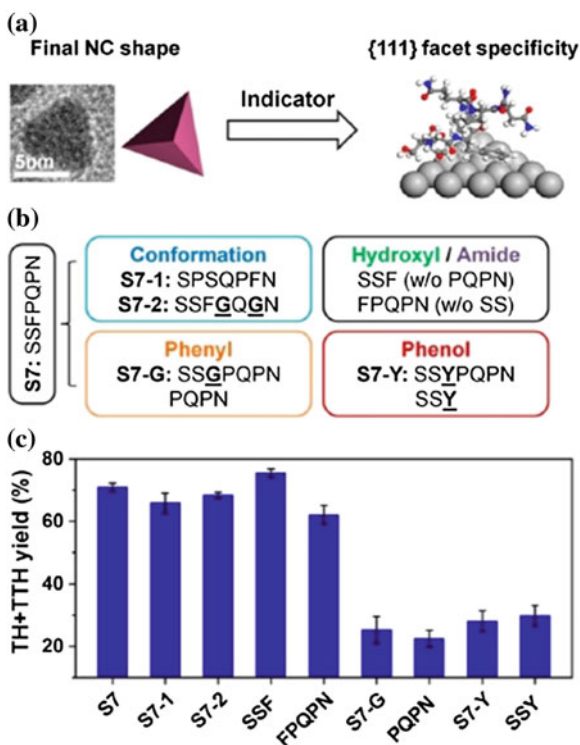 (a)
Final NC shape
{111} facet specificity
Indicator
5nm
(b)
S7: SSFPQPN
Conformation
S7-1: SPSQPFN
S7-2: SSFGQGN
Hydroxyl / Amide
SSF (w/o PQPN)
FPQPN (w/o SS)
Phenyl
S7-G: SSGPQPN
PQPN
Phenol
S7-Y: SSYPQPN
SSY
(c)
TH+TTH yield (%)
80
60
40
20
S7
S7-1
S7-2
SSF
FPQPN
S7-G
PQPN
S7-Y
SSY